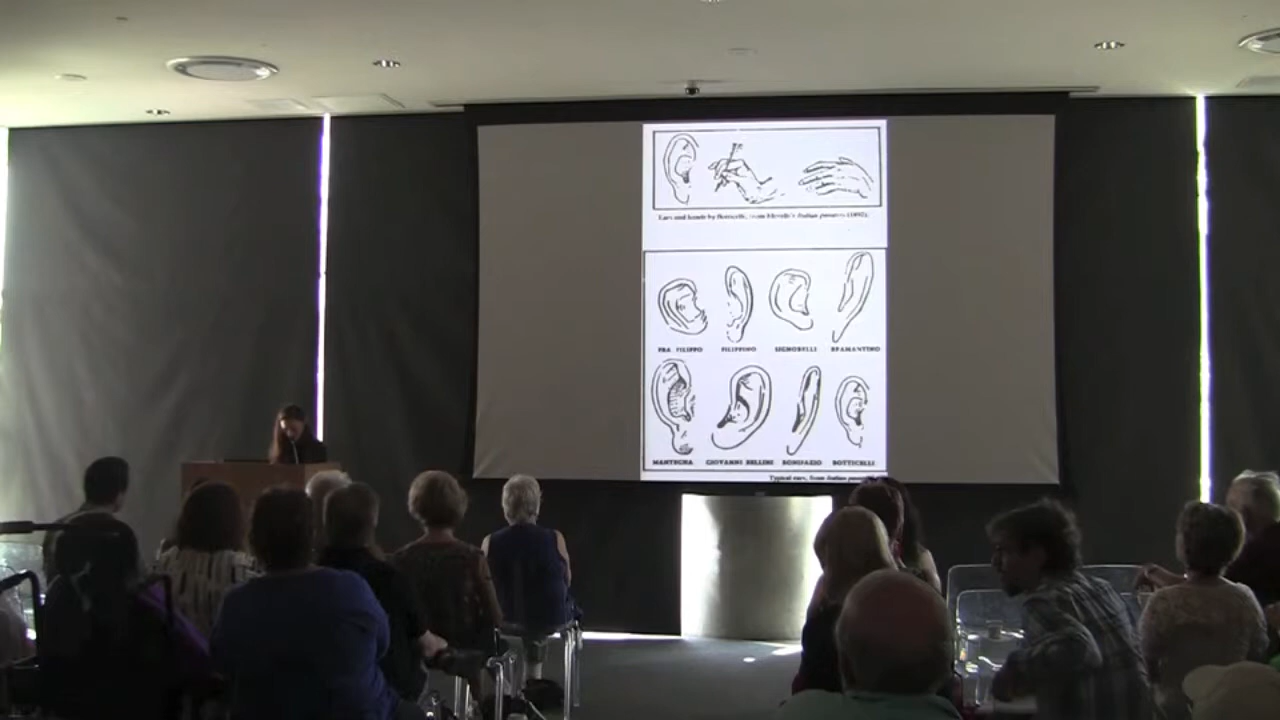 Ears and hands by Botticelli, from Morelli's Italian painters (1892).
FRA FILIPPO FILIPPINO SIGNORELLI BRAMANTINO
MANTEGNA GIOVANNI BELLINI BONIFAZIO BOTTICELLI
Typical ears, from Italian